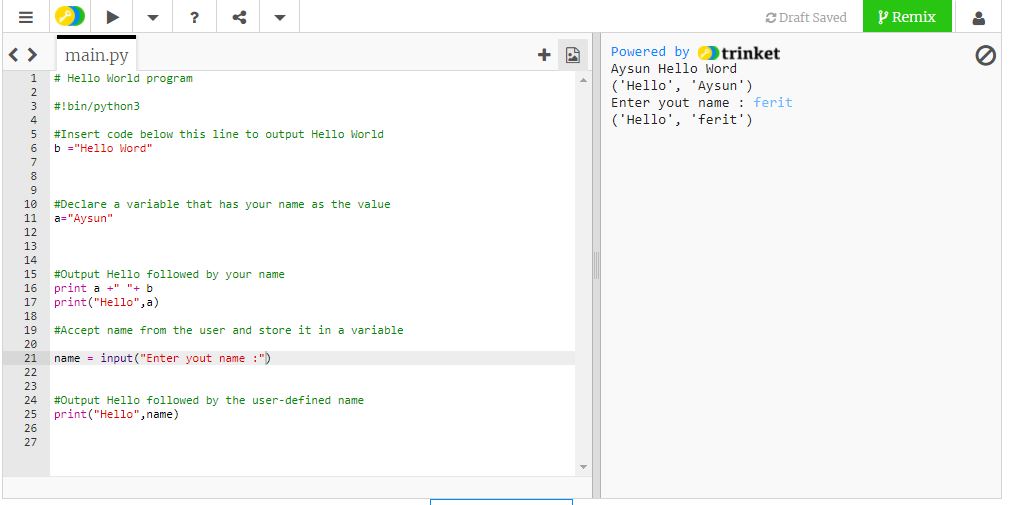 Draft Saved
Remix
main.py
1 # Hello World program
2
3 #!bin/python3
4
5 #Insert code below this line to output Hello World
6 b ="Hello Word"
7
8
9
10 #Declare a variable that has your name as the value
11 a="Aysun"
12
13
14
15 #Output Hello followed by your name
16 print a +" "+ b
17 print("Hello",a)
18
19 #Accept name from the user and store it in a variable
20
21 name = input("Enter yout name :")
22
23
24 #Output Hello followed by the user-defined name
25 print("Hello",name)
26
27
Powered by trinket
Aysun Hello Word
('Hello', 'Aysun')
Enter yout name : ferit
('Hello', 'ferit')